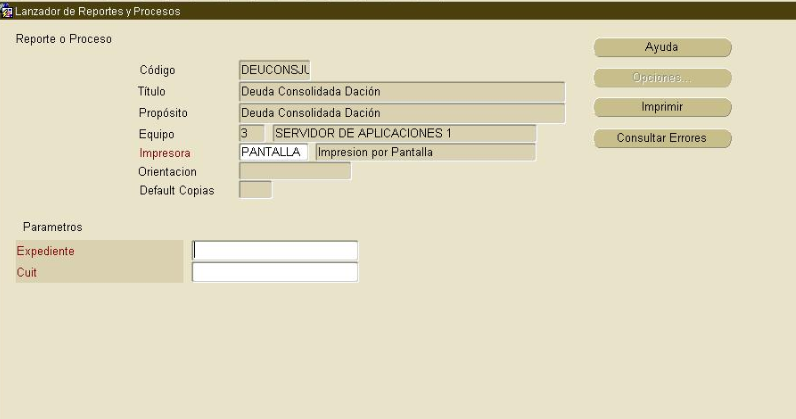 Lanzador de Reportes y Procesos
Reporte o Proceso
Ayuda
Código DEUCONSJU
Opciones...
Título Deuda Consolidada Dación
Propósito Deuda Consolidada Dación
Imprimir
Equipo 3 SERVIDOR DE APLICACIONES 1
Consultar Errores
Impresora PANTALLA Impresion por Pantalla
Orientacion
Default Copias
Parametros
Expediente
Cuit